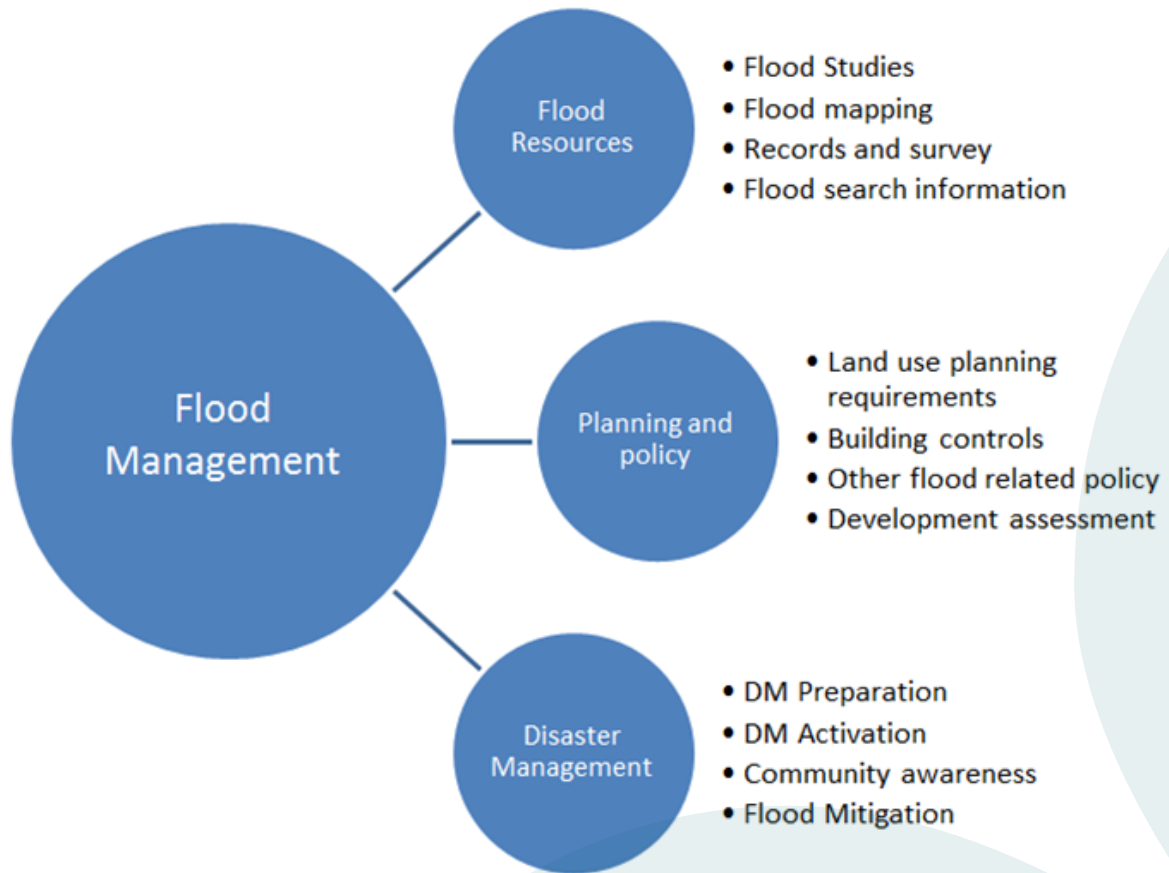 Flood
Management
Flood
Resources
• Flood Studies
• Flood mapping
• Records and survey
• Flood search information
Planning and
policy
• Land use planning
requirements
• Building controls
• Other flood related policy
• Development assessment
Disaster
Management
• DM Preparation
• DM Activation
• Community awareness
• Flood Mitigation